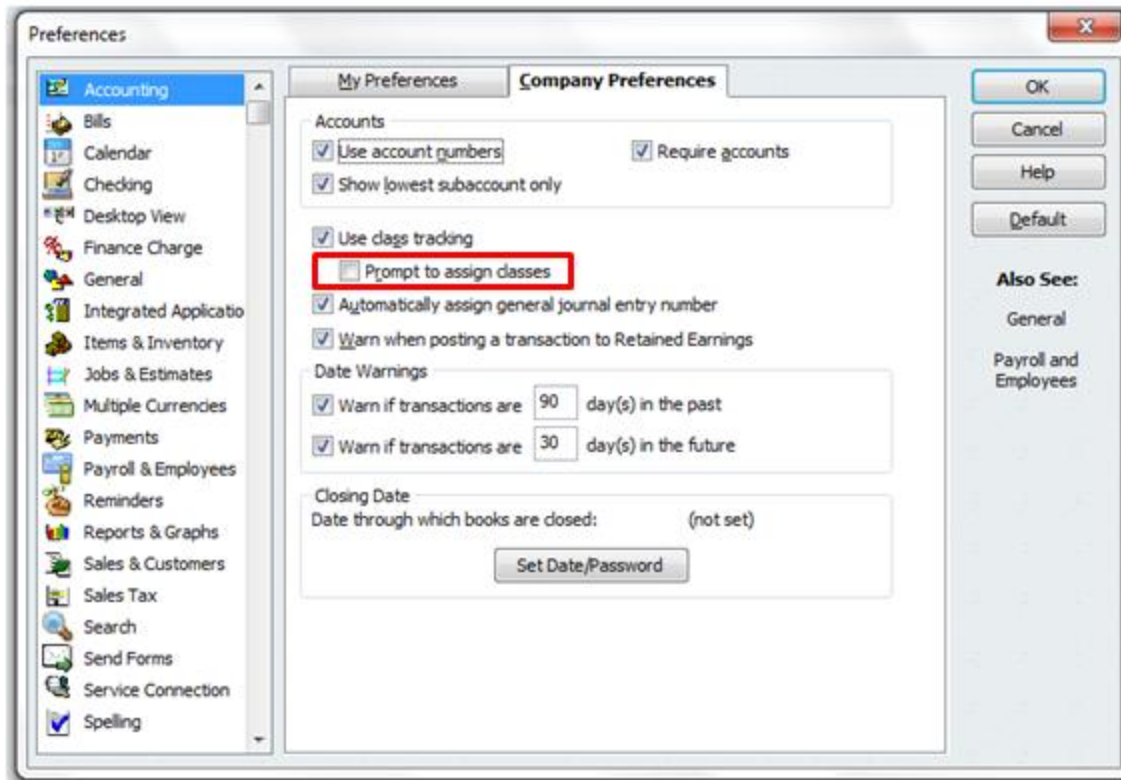 Preferences
Accounting
Bills
Calendar
Checking
Desktop View
Finance Charge
General
Integrated Applicatio
Items & Inventory
Jobs & Estimates
Multiple Currencies
Payments
Payroll & Employees
Reminders
Reports & Graphs
Sales & Customers
Sales Tax
Search
Send Forms
Service Connection
Spelling
My Preferences
Company Preferences
Accounts
Use account numbers
Require accounts
Show lowest subaccount only
Use class tracking
Prompt to assign classes
Automatically assign general journal entry number
Warn when posting a transaction to Retained Earnings
Date Warnings
Warn if transactions are 90 day(s) in the past
Warn if transactions are 30 day(s) in the future
Closing Date
Date through which books are closed: (not set)
Set Date/Password
OK
Cancel
Help
Default
Also See:
General
Payroll and
Employees